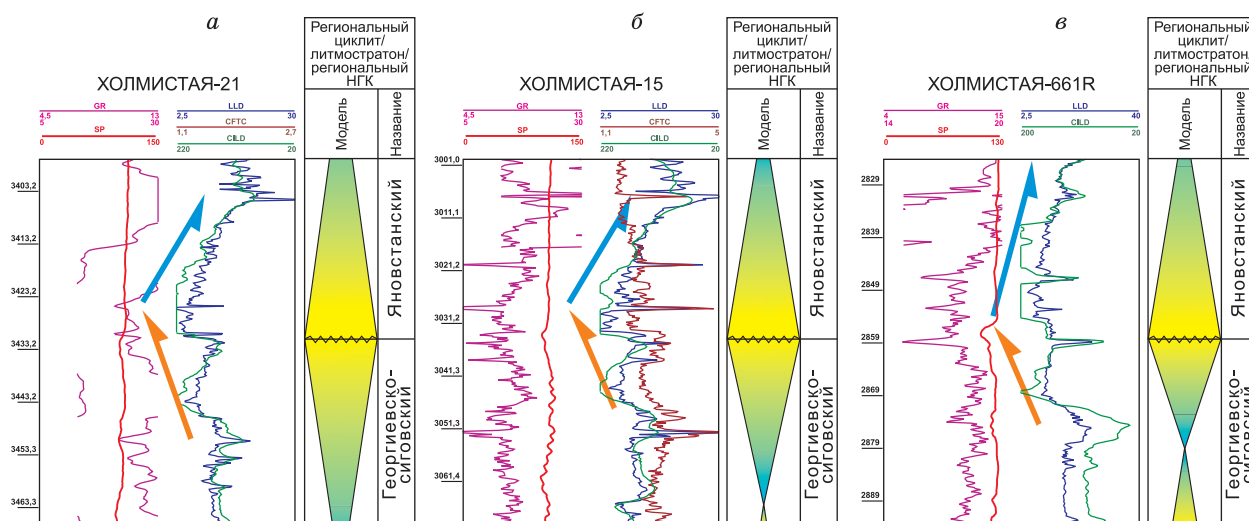 а
ХОЛМИСТАЯ-21
GR
4,5 13
5 30
SP
0 150
LLD
2,5 30
CFTC
1,1 2,7
CILD
220 20
3403,2
3413,2
3423,2
3433,2
3443,2
3453,3
3463,3
Региональный
циклит/
литмостратон/
региональный
НГК
Модель
Название
Яновстанский
Георгиевско-
сиговский
б
ХОЛМИСТАЯ-15
GR
4,5 13
5 30
SP
0 150
LLD
2,5 30
CFTC
1,1 5
CILD
220 20
3001,0
3011,1
3021,2
3031,2
3041,3
3051,3
3061,4
Региональный
циклит/
литмостратон/
региональный
НГК
Модель
Название
Яновстанский
Георгиевско-
сиговский
в
ХОЛМИСТАЯ-661R
GR
4 15
14 20
SP
0 130
LLD
2,5 40
CILD
200 20
2829
2839
2849
2859
2869
2879
2889
Региональный
циклит/
литмостратон/
региональный
НГК
Модель
Название
Яновстанский
Георгиевско-
сиговский